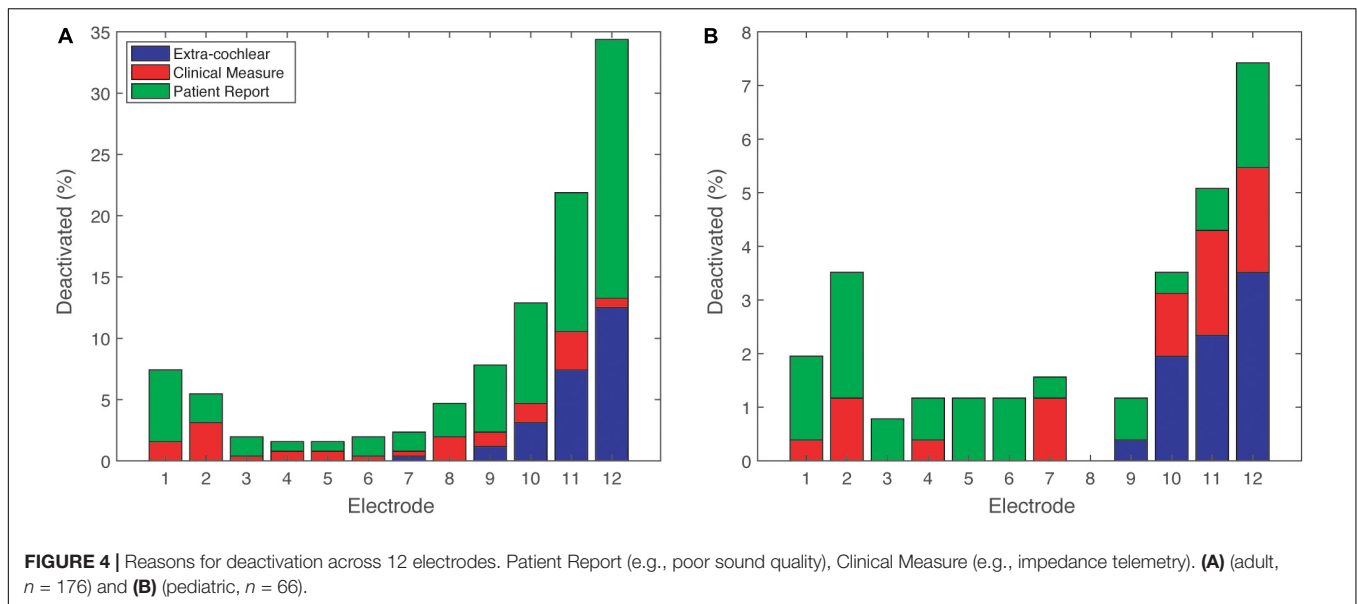 A
35
30
25
20
15
10
5
0
Deactivated (%)
Extra-cochlear
Clinical Measure
Patient Report
1 2 3 4 5 6 7 8 9 10 11 12
Electrode
B
8
7
6
5
4
3
2
1
0
Deactivated (%)
1 2 3 4 5 6 7 8 9 10 11 12
Electrode
FIGURE 4 | Reasons for deactivation across 12 electrodes. Patient Report (e.g., poor sound quality), Clinical Measure (e.g., impedance telemetry). (A) (adult,
n = 176) and (B) (pediatric, n = 66).